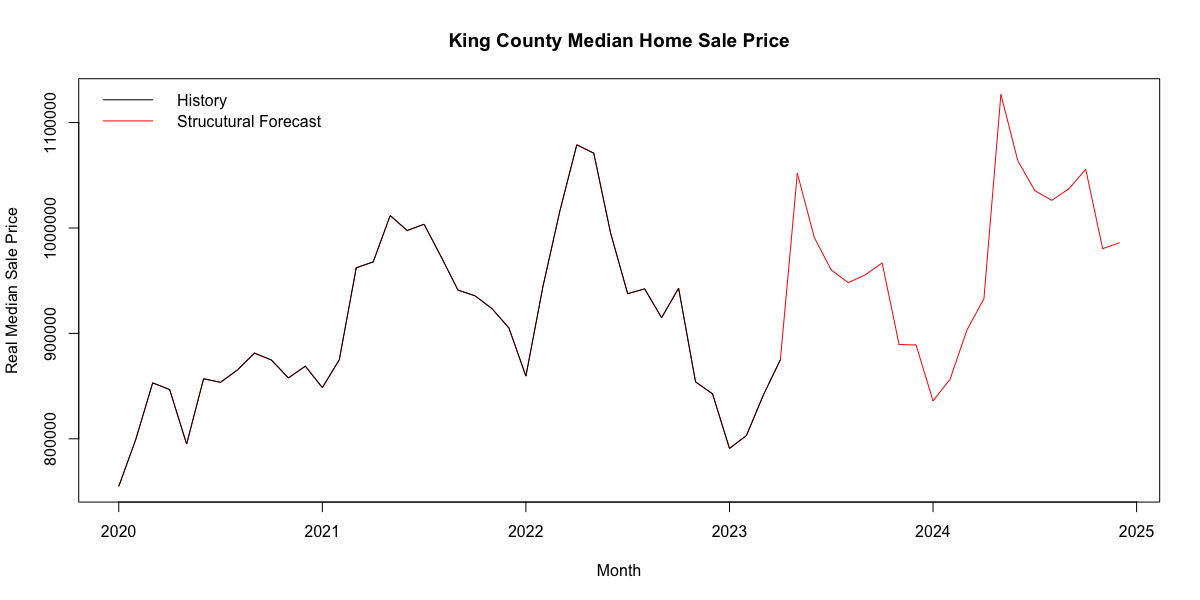 King County Median Home Sale Price
History
Strucutural Forecast
Real Median Sale Price
1100000
1000000
900000
800000
2020 2021 2022 2023 2024 2025
Month